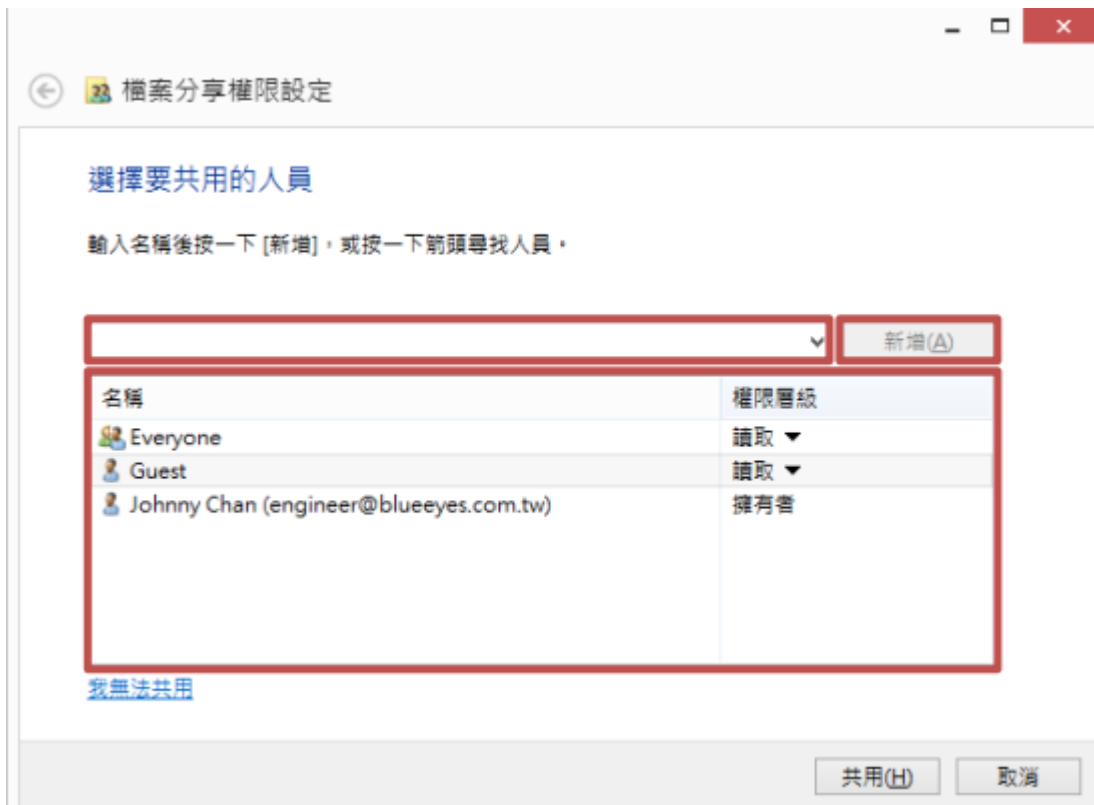 檔案分享權限設定
選擇要共用的人員
輸入名稱後按一下 [新增]，或按一下箭頭尋找人員。
新增(A)
名稱 權限層級
Everyone 讀取
Guest 讀取
Johnny Chan (engineer@blueeyes.com.tw) 擁有者
我無法共用
共用(H) 取消